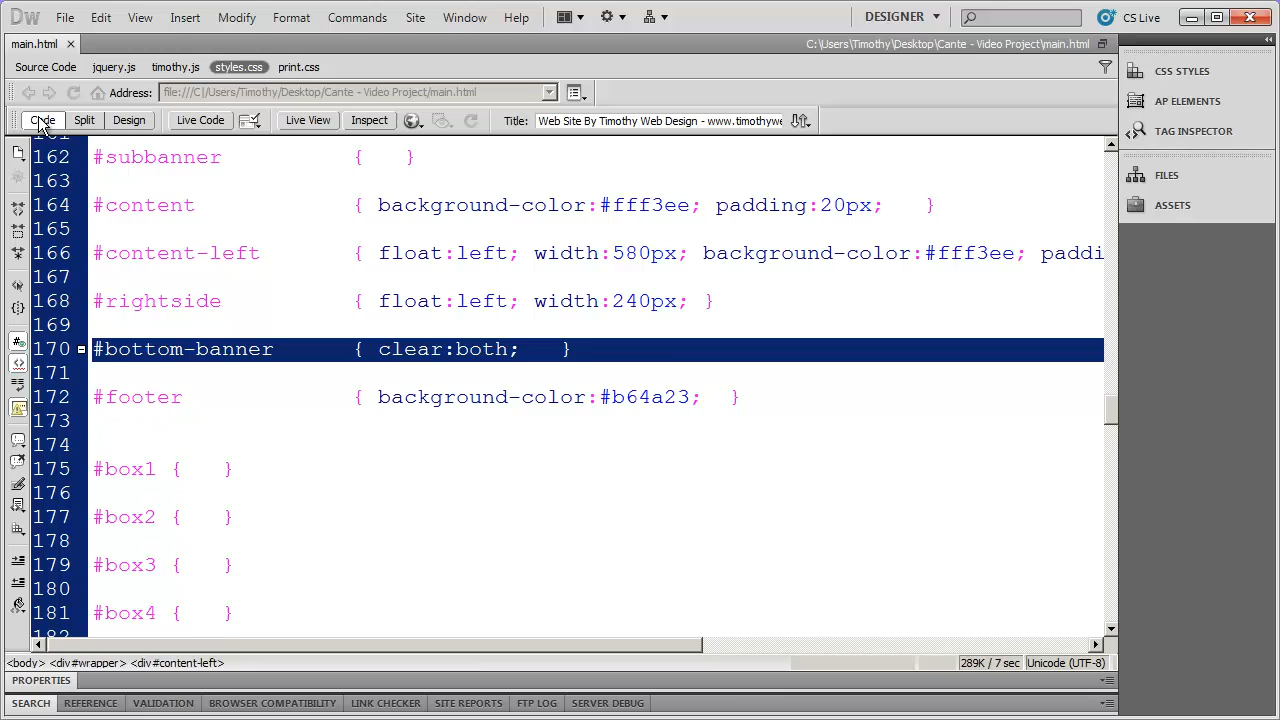 Dw File Edit View Insert Modify Format Commands Site Window Help DESIGNER CS Live
main.html C:\Users\Timothy\Desktop\Cante - Video Project\main.html
Source Code jquery.js timothy.js styles.css print.css
Address: file:///C|/Users/Timothy/Desktop/Cante - Video Project/main.html
Code Split Design Live Code Live View Inspect Title: Web Site By Timothy Web Design - www.timothywe
161
162 #subbanner { }
163
164 #content { background-color:#fff3ee; padding:20px; }
165
166 #content-left { float:left; width:580px; background-color:#fff3ee; paddi
167
168 #rightside { float:left; width:240px; }
169
170 #bottom-banner { clear:both; }
171
172 #footer { background-color:#b64a23; }
173
174
175 #box1 { }
176
177 #box2 { }
178
179 #box3 { }
180
181 #box4 { }
182
<body> <div#wrapper> <div#content-left> 289K / 7 sec Unicode (UTF-8)
PROPERTIES
SEARCH REFERENCE VALIDATION BROWSER COMPATIBILITY LINK CHECKER SITE REPORTS FTP LOG SERVER DEBUG
CSS STYLES
AP ELEMENTS
TAG INSPECTOR
FILES
ASSETS